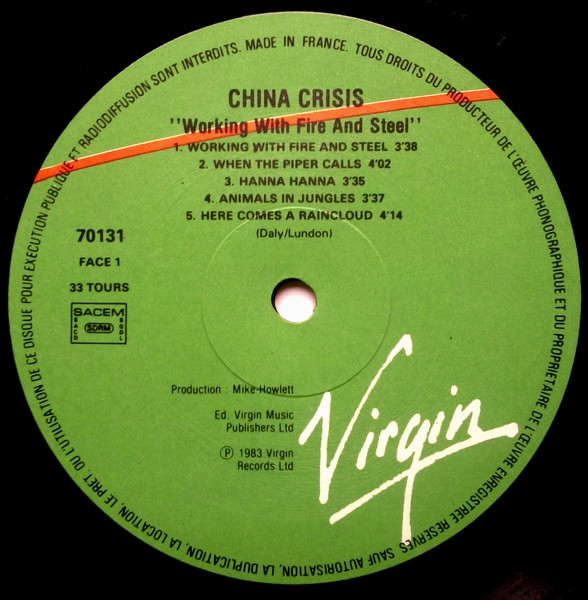 CHINA CRISIS
''Working With Fire And Steel''
1. WORKING WITH FIRE AND STEEL 3'38
2. WHEN THE PIPER CALLS 4'02
3. HANNA HANNA 3'35
4. ANIMALS IN JUNGLES 3'37
5. HERE COMES A RAINCLOUD 4'14
(Daly/Lundon)
70131
FACE 1
33 TOURS
SACEM
SACD
SDRM
SGDL
Production : Mike Howlett
Ed. Virgin Music
Publishers Ltd
Ⓟ 1983 Virgin
Records Ltd
Virgin
MADE IN FRANCE. TOUS DROITS DU PRODUCTEUR DE L'ŒUVRE PHONOGRAPHIQUE ET DU PROPRIETAIRE DE L'ŒUVRE ENREGISTREE RESERVES. SAUF AUTORISATION, LA DUPLICATION, LA LOCATION, LE PRET, OU L'UTILISATION DE CE DISQUE POUR EXECUTION PUBLIQUE ET RADIODIFFUSION SONT INTERDITS.